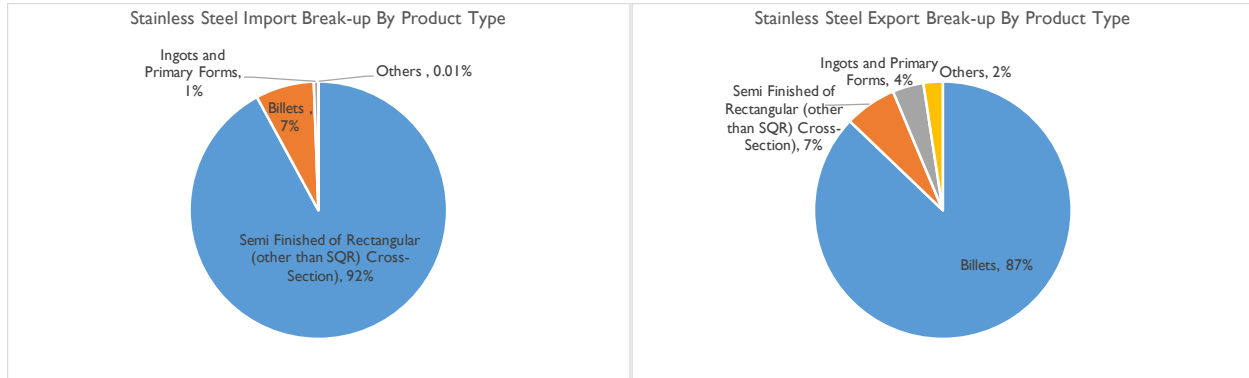 Stainless Steel Import Break-up By Product Type
Ingots and
Primary Forms,
1%
Others , 0.01%
Billets ,
7%
Semi Finished of Rectangular
(other than SQR) Cross-
Section), 92%
Stainless Steel Export Break-up By Product Type
Ingots and Primary
Forms, 4%
Others, 2%
Semi Finished of
Rectangular (other
than SQR) Cross-
Section), 7%
Billets, 87%